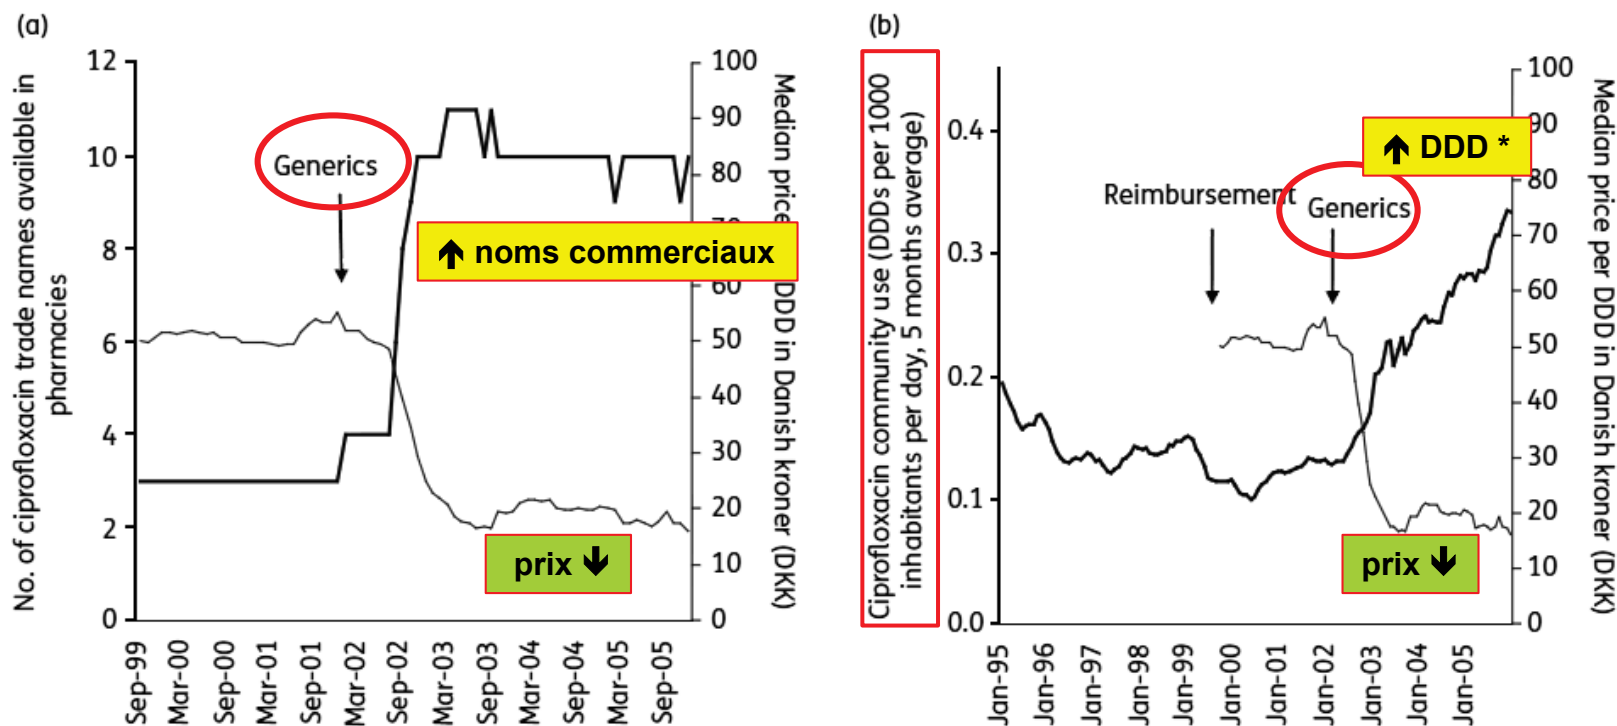 (a)
No. of ciprofloxacin trade names available in
pharmacies
12
10
8
6
4
2
0
Generics
↑ noms commerciaux
prix ↓
100
90
80
60
50
40
30
20
10
0
Median price
DDD in Danish kroner (DKK)
Sep-99
Mar-00
Sep-00
Mar-01
Sep-01
Mar-02
Sep-02
Mar-03
Sep-03
Mar-04
Sep-04
Mar-05
Sep-05
(b)
Ciprofloxacin community use (DDDs per 1000
inhabitants per day, 5 months average)
0.4
0.3
0.2
0.1
0.0
↑ DDD *
Reimbursement
Generics
prix ↓
100
90
80
70
60
50
40
30
20
10
0
Median price per DDD in Danish kroner (DKK)
Jan-95
Jan-96
Jan-97
Jan-98
Jan-99
Jan-00
Jan-01
Jan-02
Jan-03
Jan-04
Jan-05